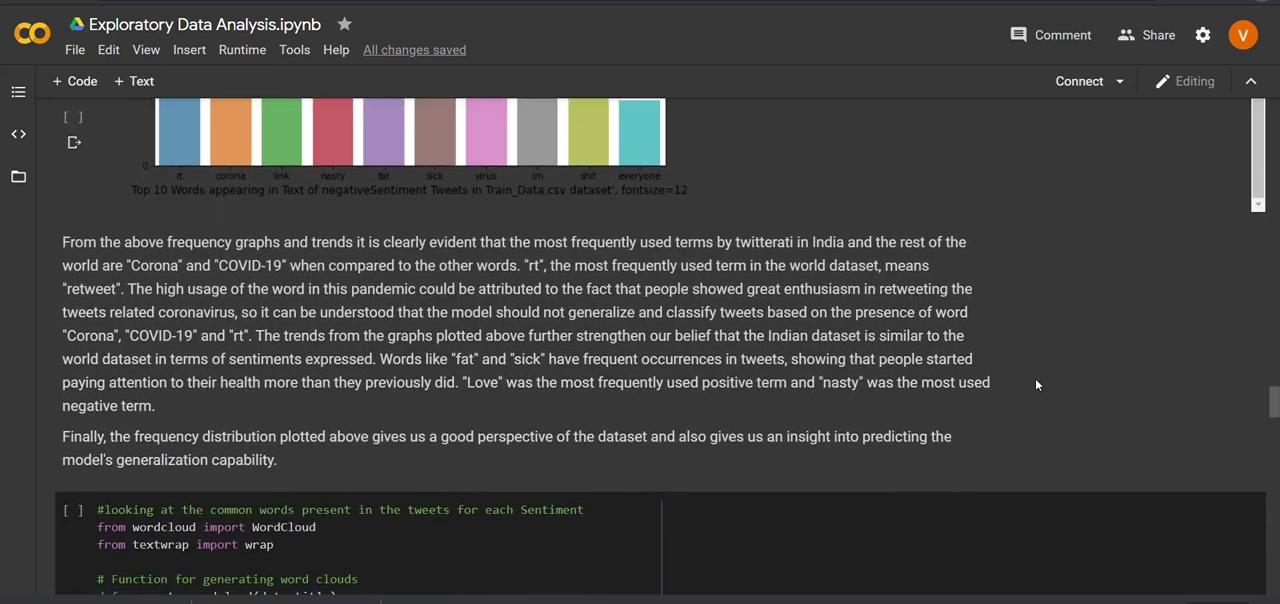 Exploratory Data Analysis.ipynb
Comment
Share
V
File Edit View Insert Runtime Tools Help All changes saved
+ Code + Text
Connect
Editing
[ ]
0
rt corona link nasty fat sick virus im shit everyone
Top 10 Words appearing in Text of negativeSentiment Tweets in Train_Data csv dataset', fontsize=12
From the above frequency graphs and trends it is clearly evident that the most frequently used terms by twitterati in India and the rest of the
world are "Corona" and "COVID-19" when compared to the other words. "rt", the most frequently used term in the world dataset, means
"retweet". The high usage of the word in this pandemic could be attributed to the fact that people showed great enthusiasm in retweeting the
tweets related coronavirus, so it can be understood that the model should not generalize and classify tweets based on the presence of word
"Corona", "COVID-19" and "rt". The trends from the graphs plotted above further strengthen our belief that the Indian dataset is similar to the
world dataset in terms of sentiments expressed. Words like "fat" and "sick" have frequent occurrences in tweets, showing that people started
paying attention to their health more than they previously did. "Love" was the most frequently used positive term and "nasty" was the most used
negative term.
Finally, the frequency distribution plotted above gives us a good perspective of the dataset and also gives us an insight into predicting the
model's generalization capability.
[ ] #looking at the common words present in the tweets for each Sentiment
from wordcloud import WordCloud
from textwrap import wrap
# Function for generating word clouds